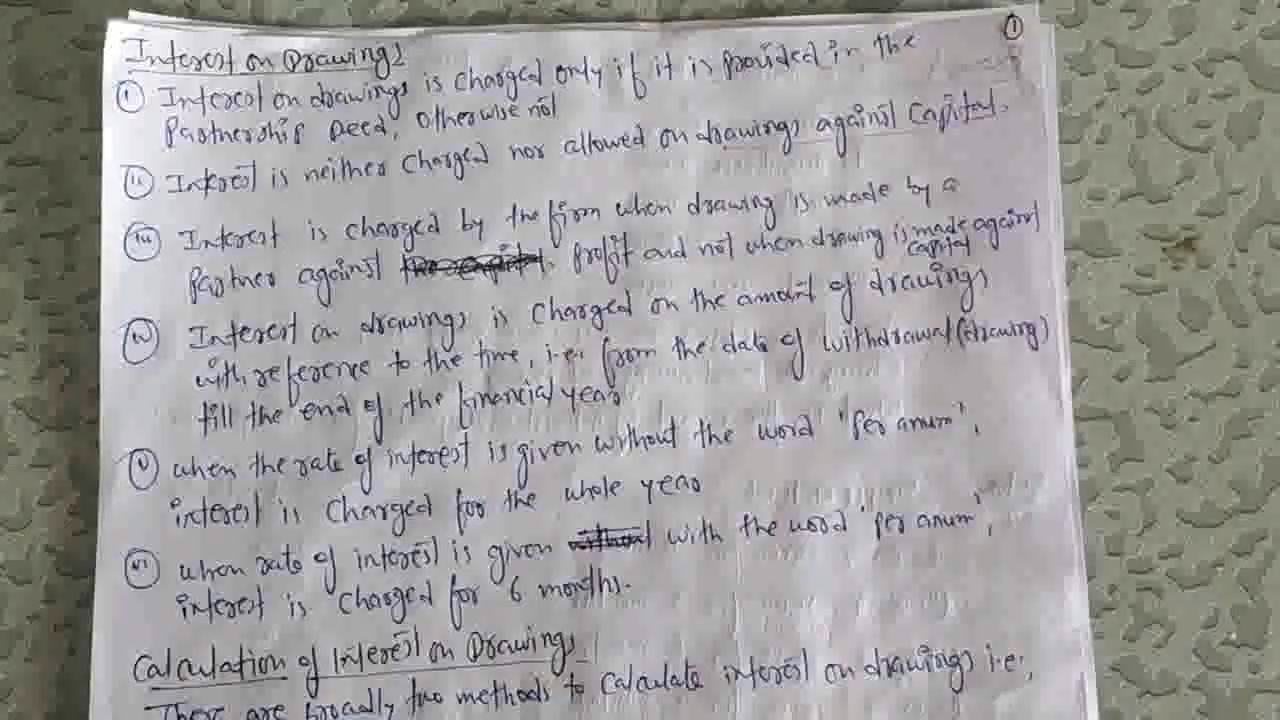 ①
Interest on Drawings
(i) Interest on drawings is charged only if it is provided in the
Partnership Deed, otherwise not
(ii) Interest is neither charged nor allowed on drawings against capital.
(iii) Interest is charged by the firm when drawing is made by a
Partner against profit and not when drawing is made against
capital
(iv) Interest on drawings is charged on the amount of drawings
with reference to the time, i.e. from the date of withdrawal (drawing)
till the end of the financial year
(v) when the rate of interest is given without the word 'per anum',
interest is charged for the whole year
(vi) when rate of interest is given with the word 'per anum',
interest is charged for 6 months.
Calculation of Interest on Drawings
There are broadly two methods to calculate interest on drawings i.e.